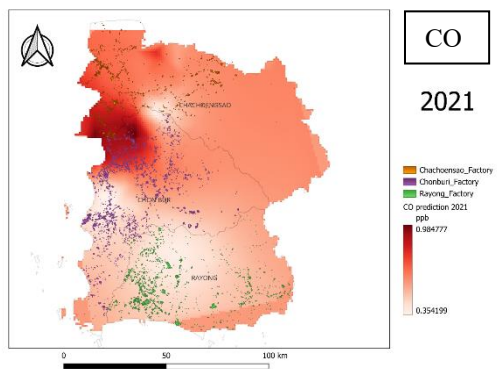 CO
2021
CHACHOENGSAO
CHONBURI
RAYONG
Chachoensao_Factory
Chonburi_Factory
Rayong_Factory
CO prediction 2021
ppb
0.984777
0.354199
0 50 100 km